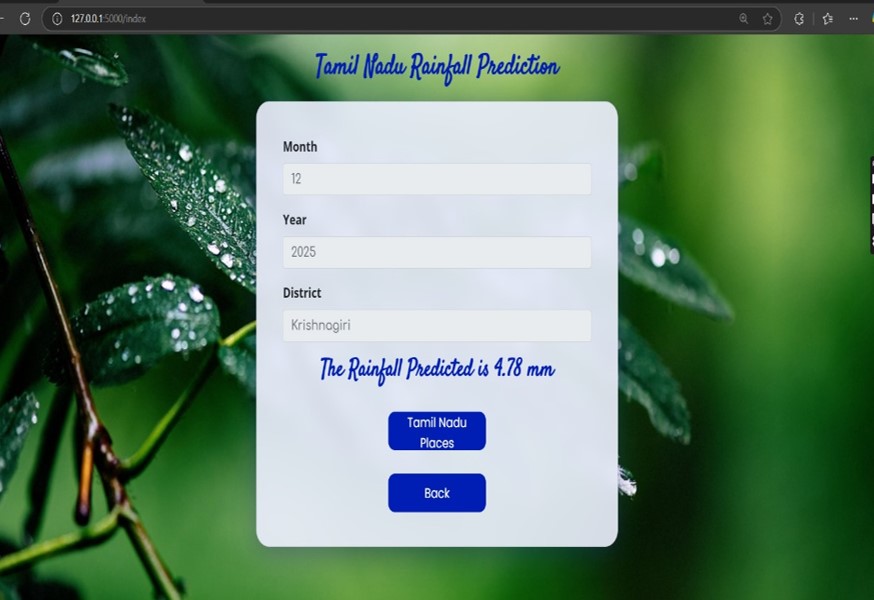 127.0.0.1:5000/index
Tamil Nadu Rainfall Prediction
Month
12
Year
2025
District
Krishnagiri
The Rainfall Predicted is 4.78 mm
Tamil Nadu
Places
Back